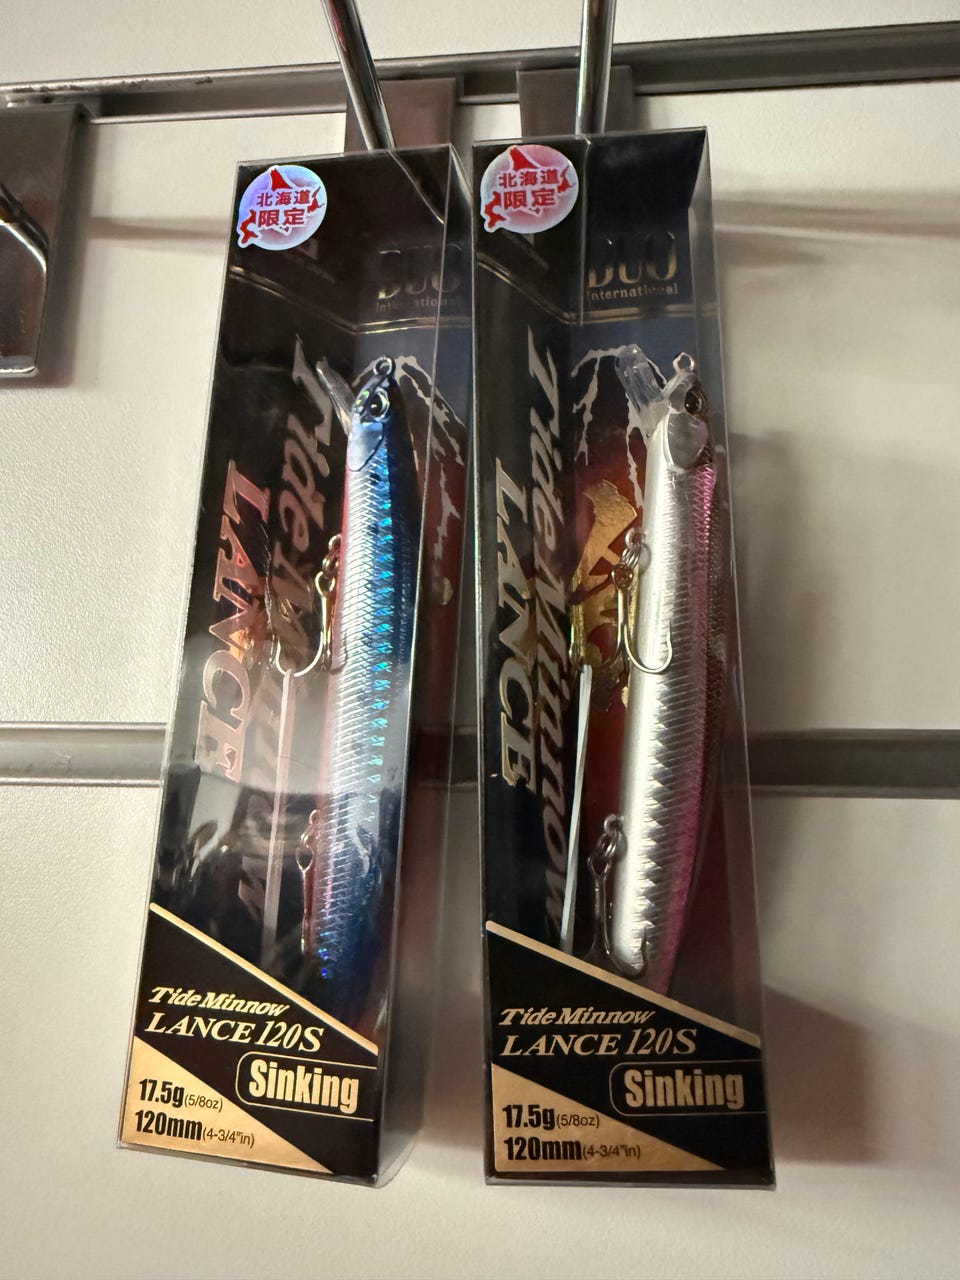 北海道
限定
DUO
International
Tide Minnow
LANCE
Tide Minnow
LANCE 120S
Sinking
17.5g(5/8oz)
120mm(4-3/4"in)
北海道
限定
DUO
International
Tide Minnow
LANCE
Tide Minnow
LANCE 120S
Sinking
17.5g(5/8oz)
120mm(4-3/4"in)